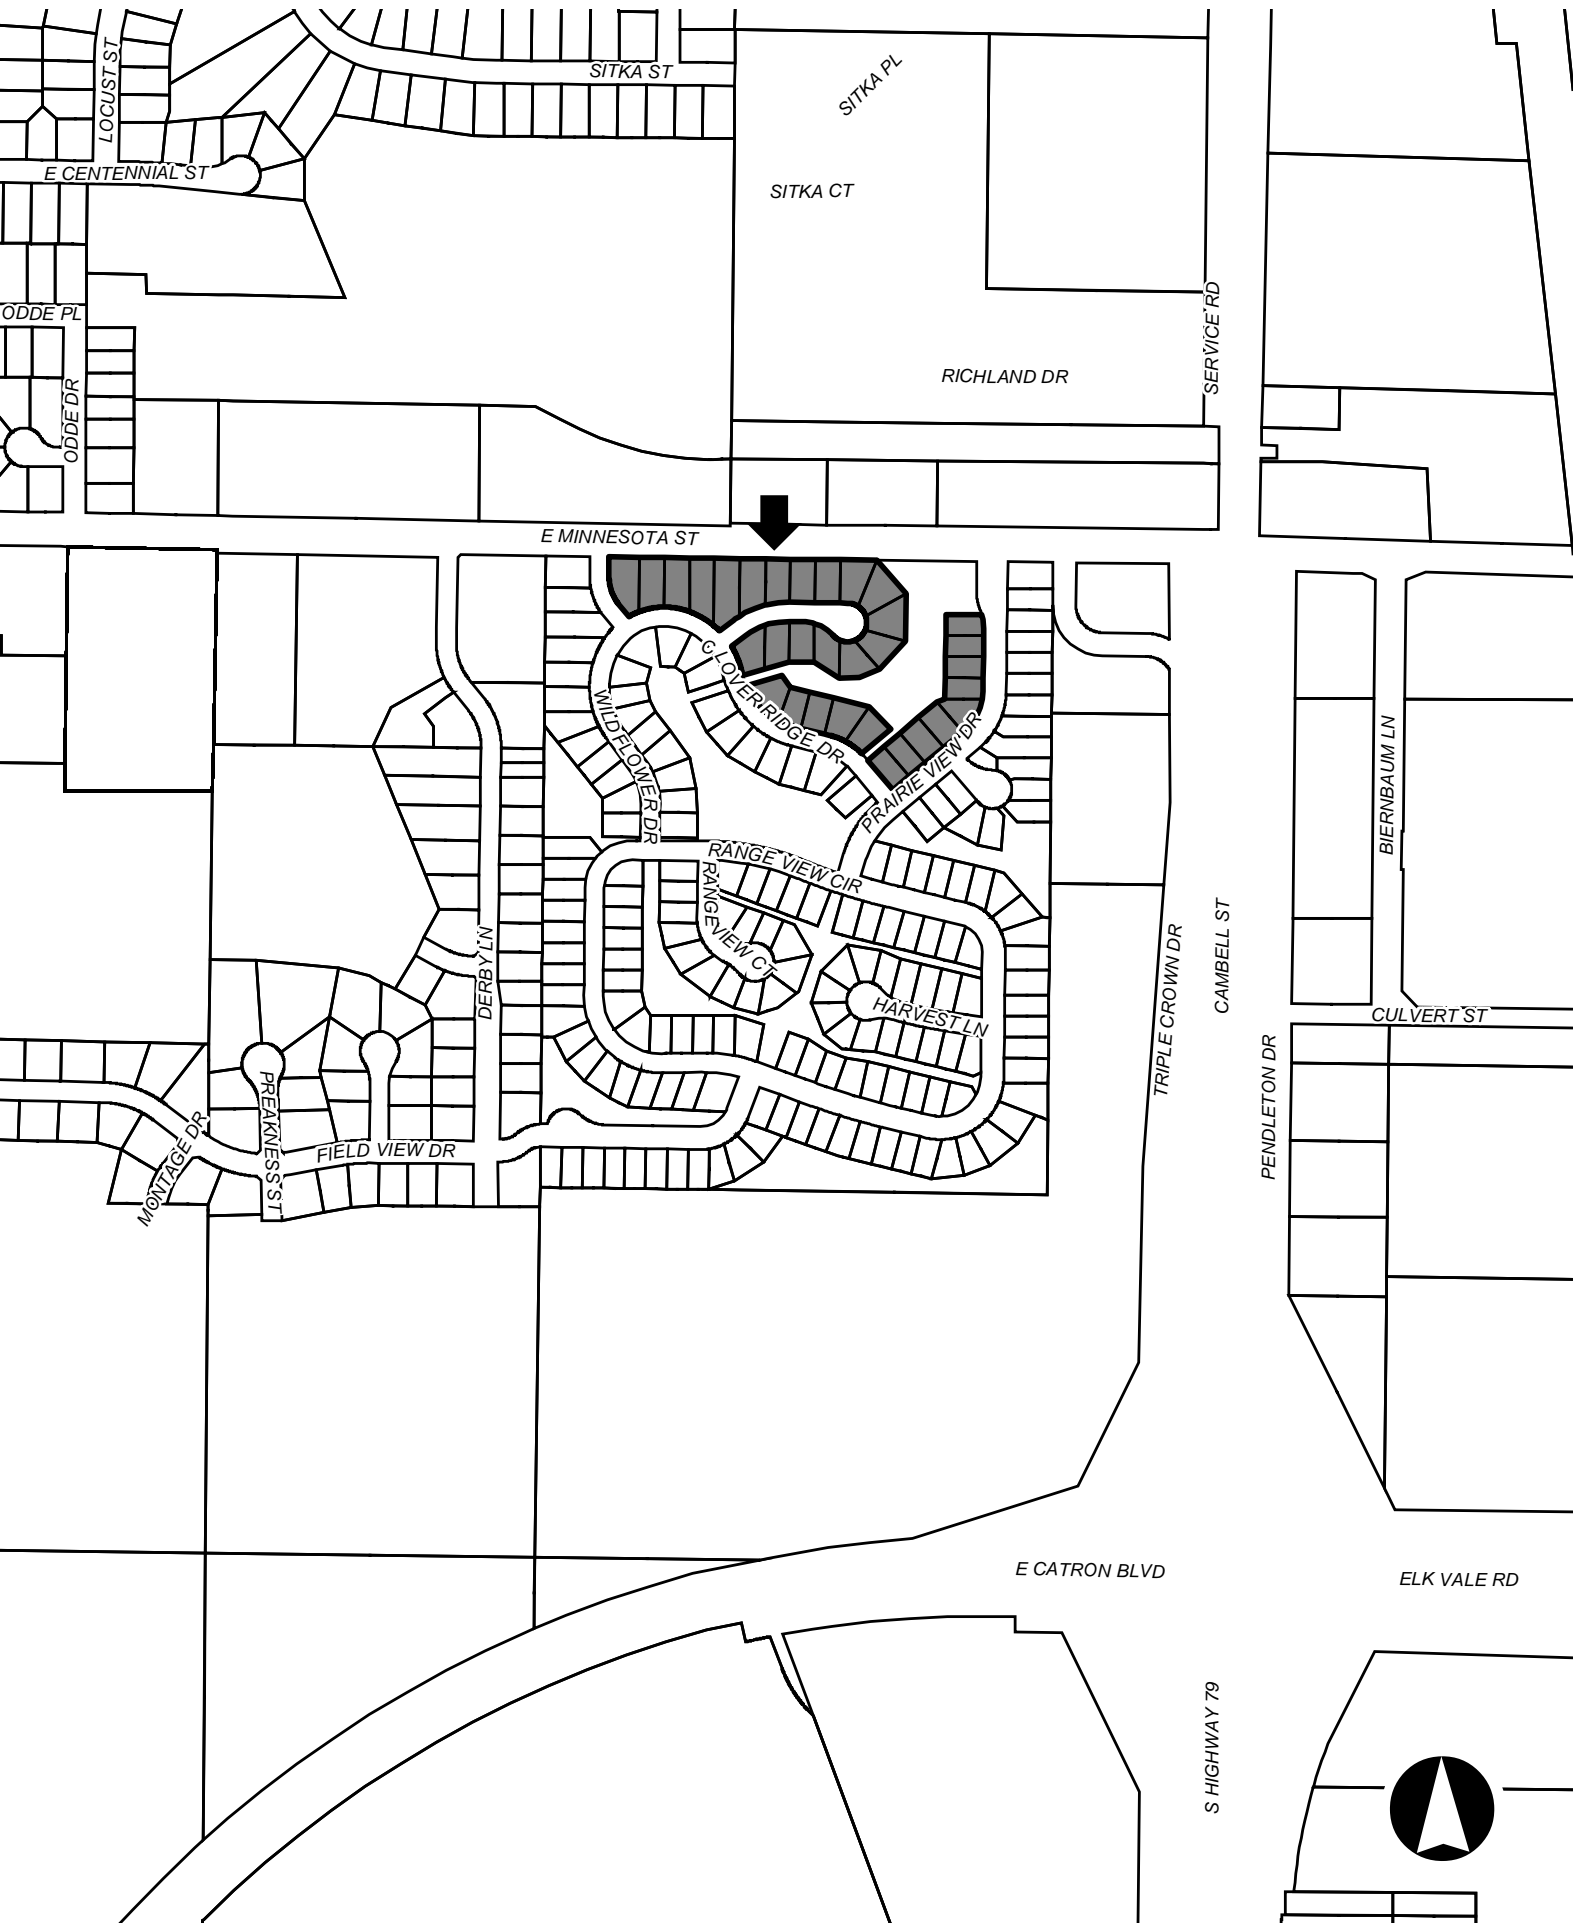 LOCUST ST
SITKA ST
SITKA PL
E CENTENNIAL ST
SITKA CT
ODDE PL
SERVICE RD
ODDE DR
RICHLAND DR
E MINNESOTA ST
CLOVER RIDGE DR
WILDFLOWER DR
PRAIRIE VIEW DR
BIERNBAUM LN
RANGE VIEW CIR
RANGE VIEW CT
DERBY LN
HARVEST LN
TRIPLE CROWN DR
CAMBELL ST
CULVERT ST
PENDLETON DR
PREAKNESS ST
MONTAGE DR
FIELD VIEW DR
E CATRON BLVD
ELK VALE RD
S HIGHWAY 79